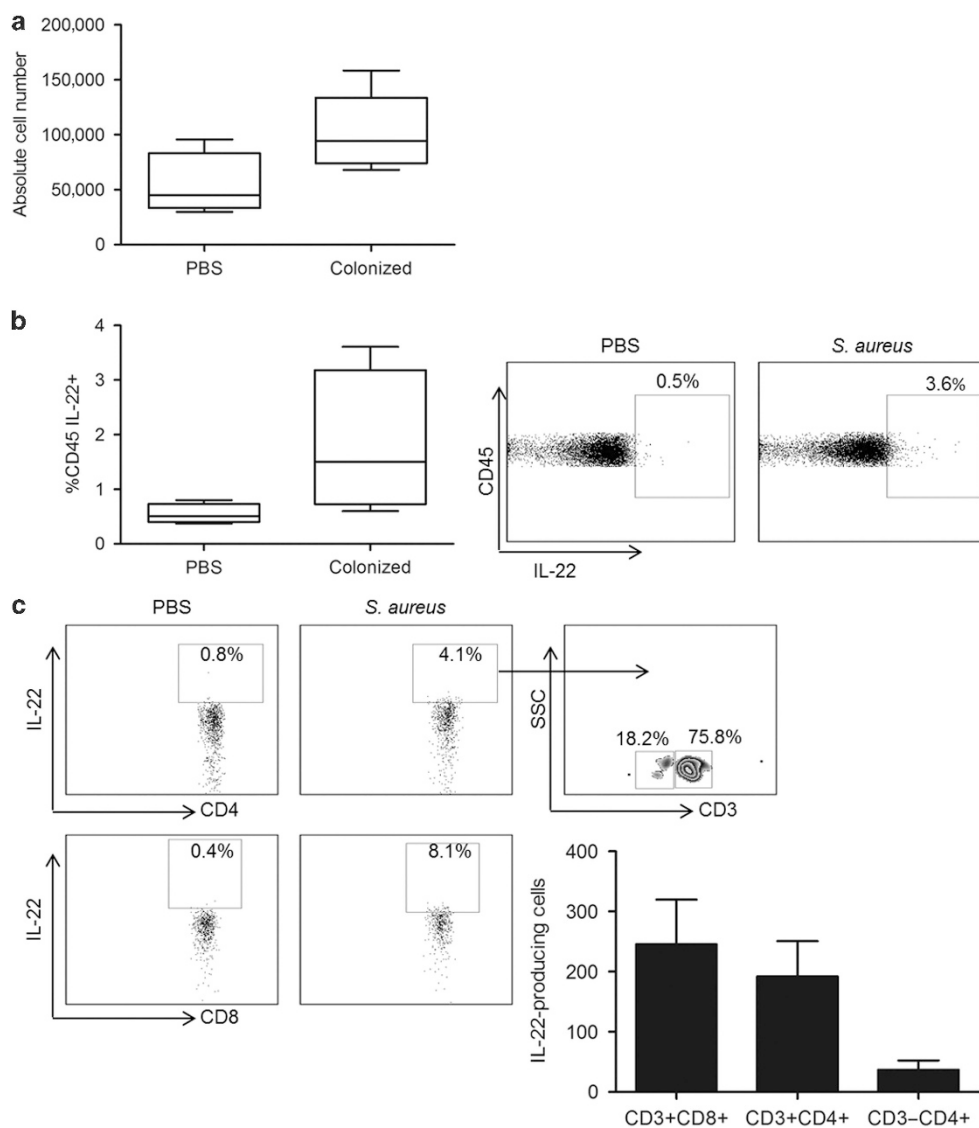 a
Absolute cell number
200,000
150,000
100,000
50,000
0
PBS
Colonized
b
%CD45 IL-22+
4
3
2
1
0
PBS
Colonized
PBS
S. aureus
0.5%
3.6%
CD45
IL-22
c
PBS
S. aureus
IL-22
0.8%
4.1%
CD4
SSC
18.2%
75.8%
CD3
IL-22
0.4%
8.1%
CD8
IL-22-producing cells
400
300
200
100
0
CD3+CD8+
CD3+CD4+
CD3–CD4+